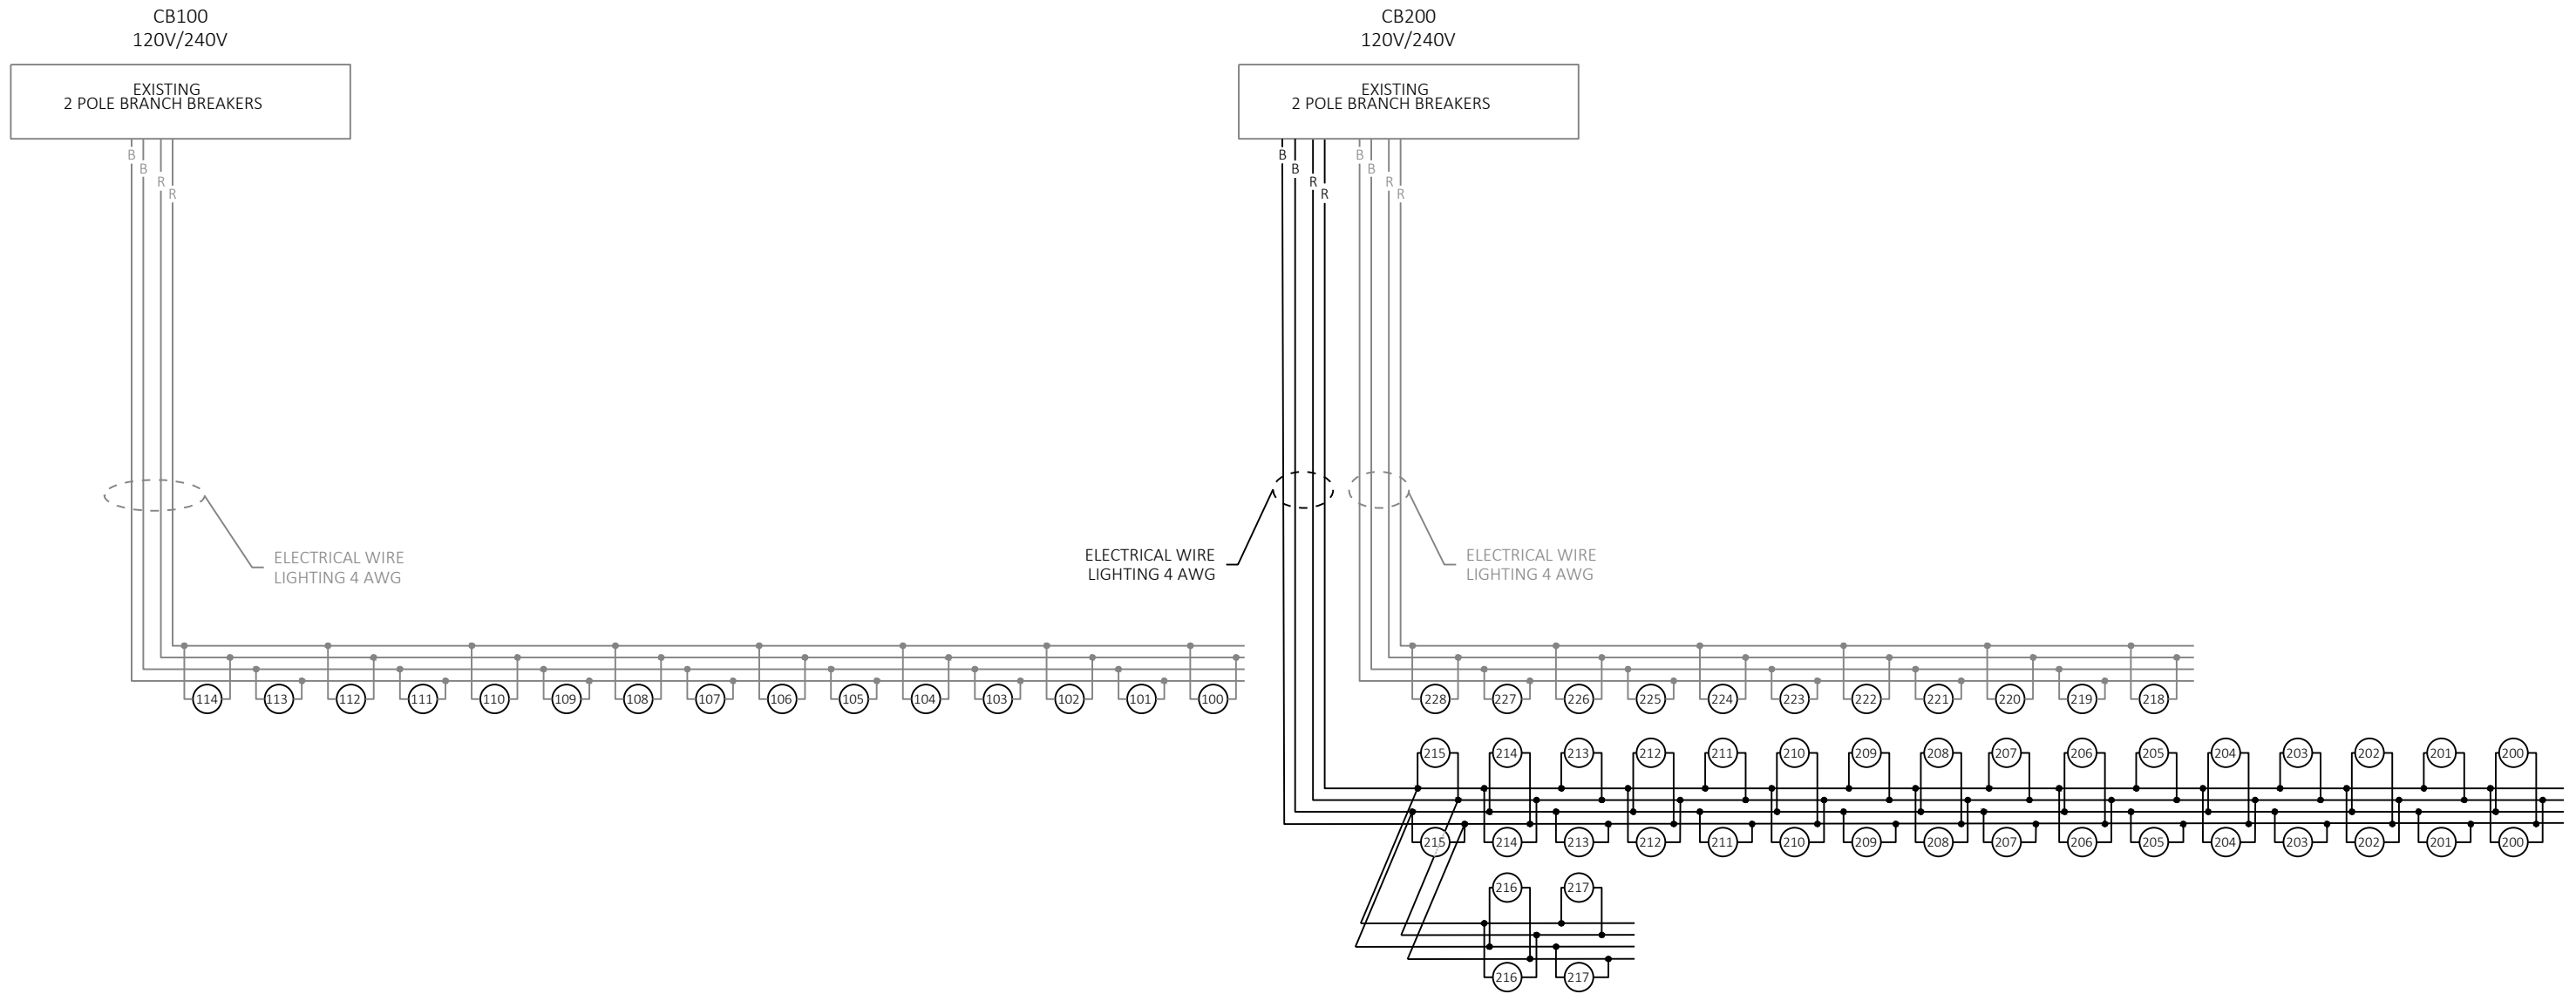 CB100
120V/240V
EXISTING
2 POLE BRANCH BREAKERS
B
B
R
R
ELECTRICAL WIRE
LIGHTING 4 AWG
114 113 112 111 110 109 108 107 106 105 104 103 102 101 100
CB200
120V/240V
EXISTING
2 POLE BRANCH BREAKERS
B B
B B
R R
R R
ELECTRICAL WIRE
LIGHTING 4 AWG
ELECTRICAL WIRE
LIGHTING 4 AWG
228 227 226 225 224 223 222 221 220 219 218
215 214 213 212 211 210 209 208 207 206 205 204 203 202 201 200
215 214 213 212 211 210 209 208 207 206 205 204 203 202 201 200
216 217
216 217